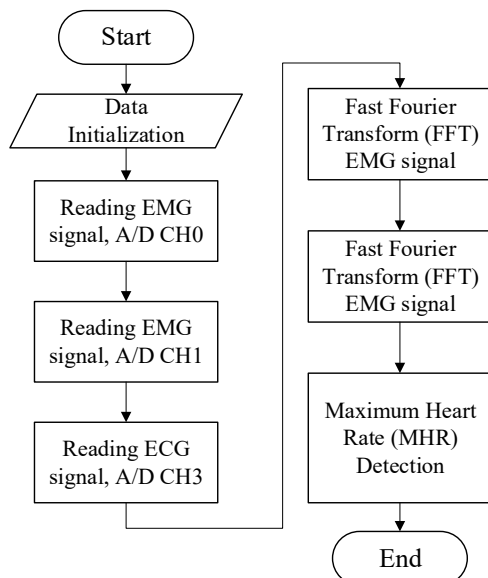 Start
Data
Initialization
Reading EMG
signal, A/D CH0
Reading EMG
signal, A/D CH1
Reading ECG
signal, A/D CH3
Fast Fourier
Transform (FFT)
EMG signal
Fast Fourier
Transform (FFT)
EMG signal
Maximum Heart
Rate (MHR)
Detection
End